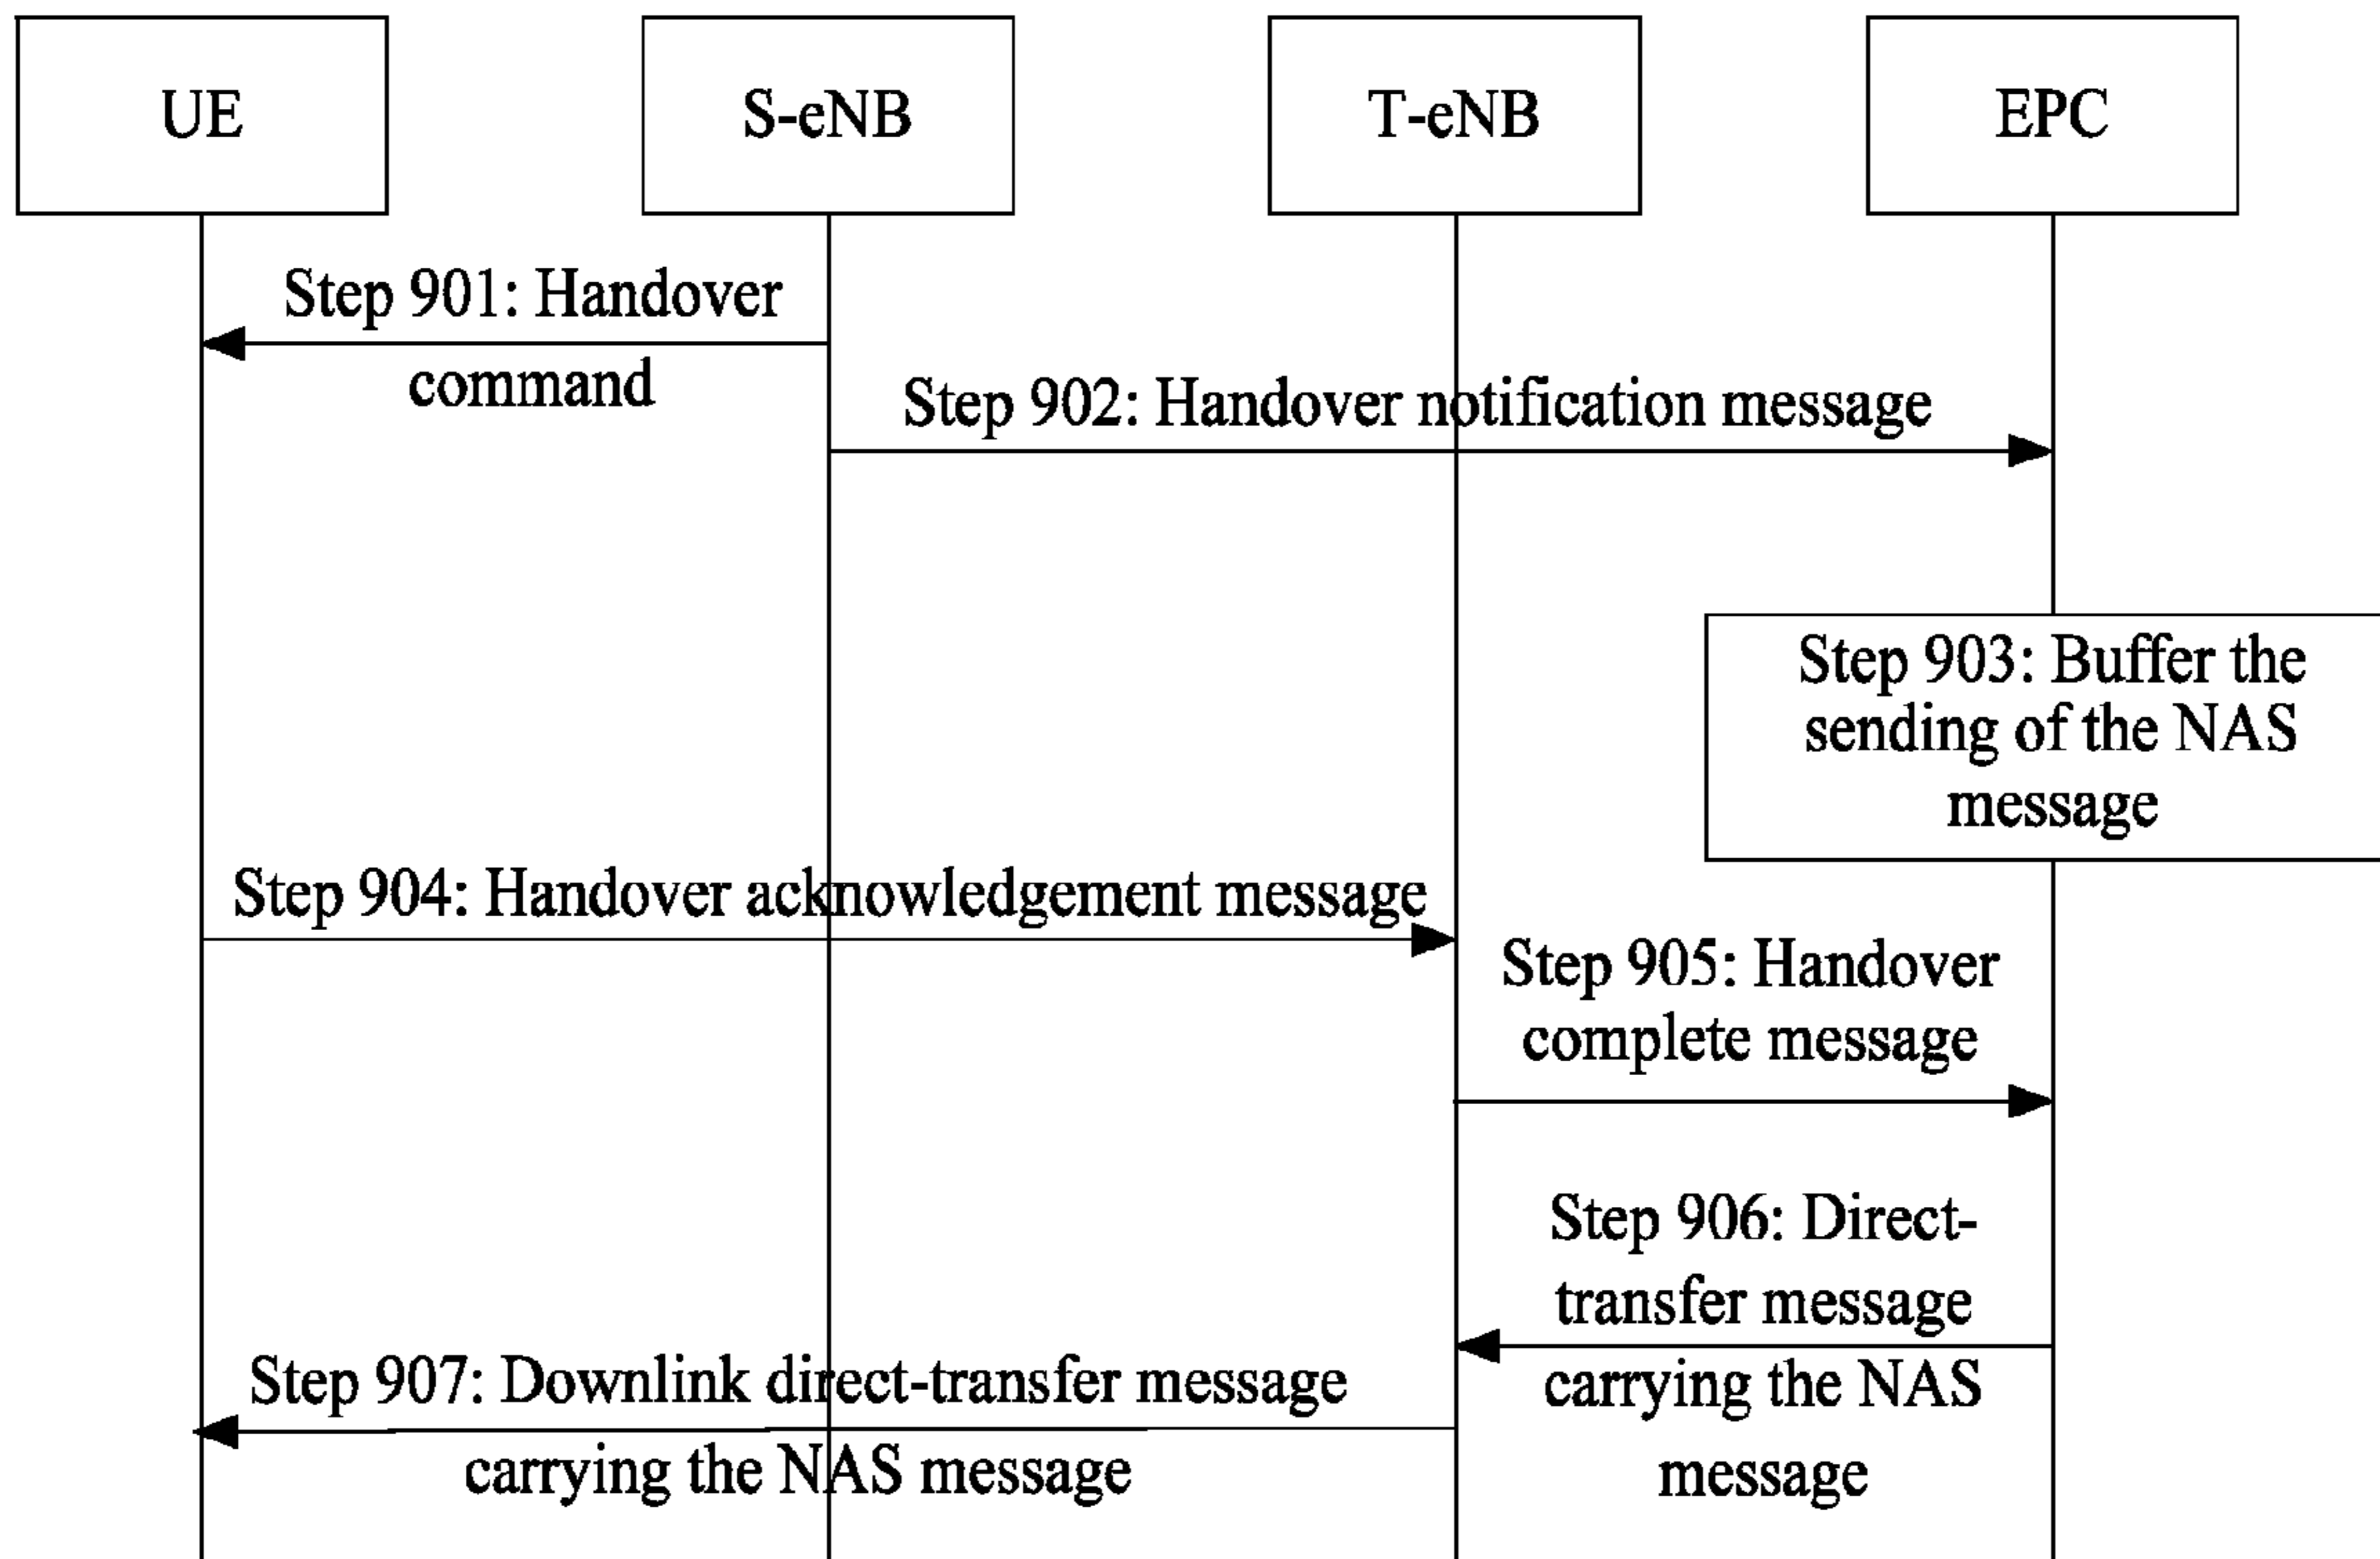 UE
S-eNB
T-eNB
EPC
Step 901: Handover
command
Step 902: Handover notification message
Step 903: Buffer the
sending of the NAS
message
Step 904: Handover acknowledgement message
Step 905: Handover
complete message
Step 906: Direct-
transfer message
carrying the NAS
message
Step 907: Downlink direct-transfer message
carrying the NAS message